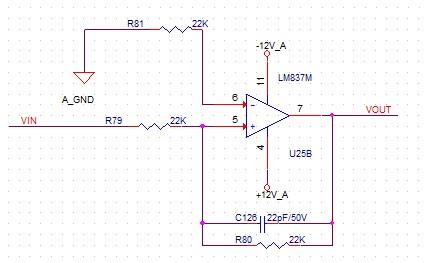 R81 22K
-12V_A
LM837M
11
A_GND
6
-
7
VOUT
VIN
R79 22K
5
+
4
U25B
+12V_A
C126 22pF/50V
R80 22K